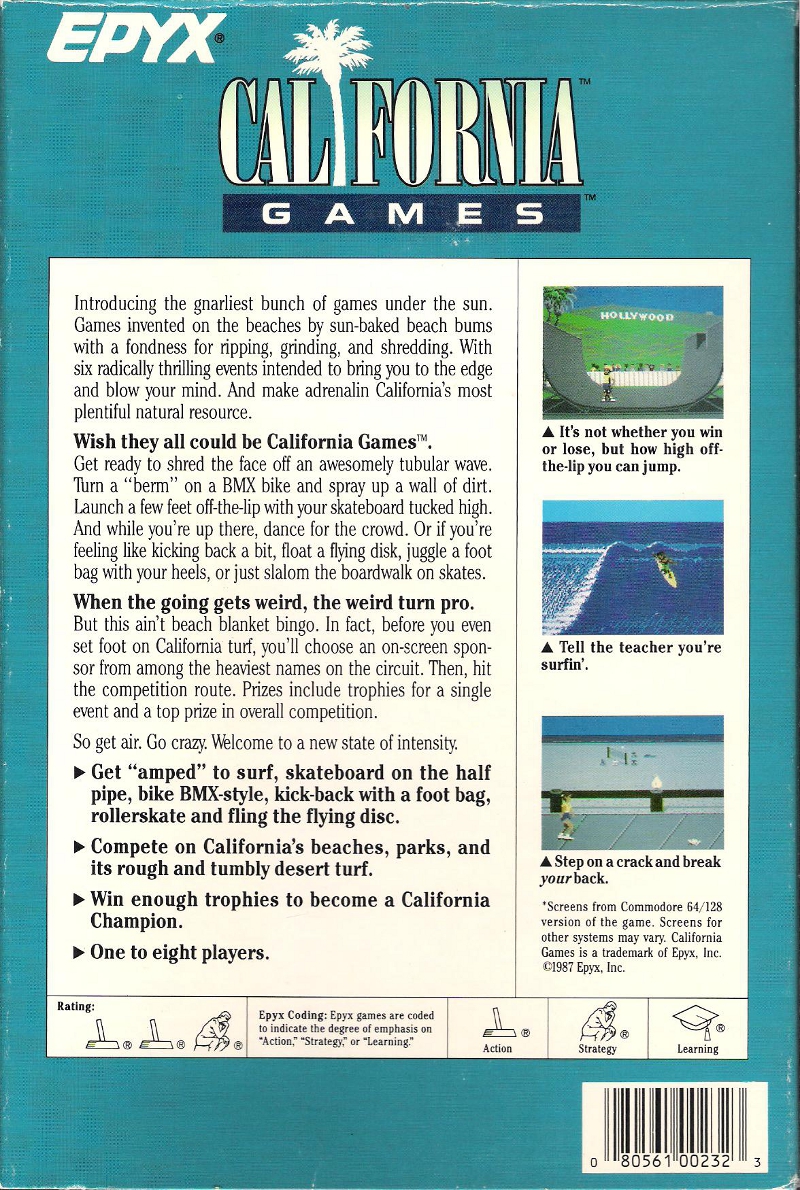 EPYX®
CALIFORNIA™
GAMES™
Introducing the gnarliest bunch of games under the sun.
Games invented on the beaches by sun-baked beach bums
with a fondness for ripping, grinding, and shredding. With
six radically thrilling events intended to bring you to the edge
and blow your mind. And make adrenalin California's most
plentiful natural resource.
Wish they all could be California Games™.
Get ready to shred the face off an awesomely tubular wave.
Turn a "berm" on a BMX bike and spray up a wall of dirt.
Launch a few feet off-the-lip with your skateboard tucked high.
And while you're up there, dance for the crowd. Or if you're
feeling like kicking back a bit, float a flying disk, juggle a foot
bag with your heels, or just slalom the boardwalk on skates.
When the going gets weird, the weird turn pro.
But this ain't beach blanket bingo. In fact, before you even
set foot on California turf, you'll choose an on-screen spon-
sor from among the heaviest names on the circuit. Then, hit
the competition route. Prizes include trophies for a single
event and a top prize in overall competition.
So get air. Go crazy. Welcome to a new state of intensity.
▶ Get "amped" to surf, skateboard on the half
pipe, bike BMX-style, kick-back with a foot bag,
rollerskate and fling the flying disc.
▶ Compete on California's beaches, parks, and
its rough and tumbly desert turf.
▶ Win enough trophies to become a California
Champion.
▶ One to eight players.
HOLLYWOOD
▲ It's not whether you win
or lose, but how high off-
the-lip you can jump.
▲ Tell the teacher you're
surfin'.
▲ Step on a crack and break
your back.
*Screens from Commodore 64/128
version of the game. Screens for
other systems may vary. California
Games is a trademark of Epyx, Inc.
©1987 Epyx, Inc.
Rating:
® ® ®
Epyx Coding: Epyx games are coded
to indicate the degree of emphasis on
"Action," "Strategy," or "Learning."
®
Action
®
Strategy
®
Learning
0 80561 00232 3